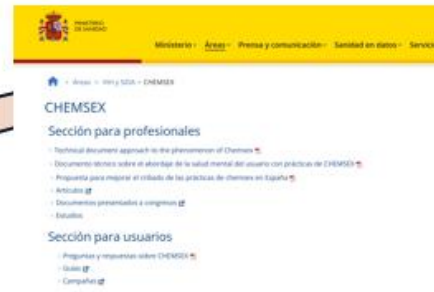 MINISTERIO
DE SANIDAD
Ministerio Áreas Prensa y comunicación Sanidad en datos Servicio
> Áreas > VIH y SIDA > CHEMSEX
CHEMSEX
Sección para profesionales
Technical document approach to the phenomenon of Chemsex
Documento técnico sobre el abordaje de la salud mental del usuario con prácticas de CHEMSEX
Propuesta para mejorar el cribado de las prácticas de chemsex en España
Artículos
Documentos presentados a congresos
Estudios
Sección para usuarios
Preguntas y respuestas sobre CHEMSEX
Guías
Campañas